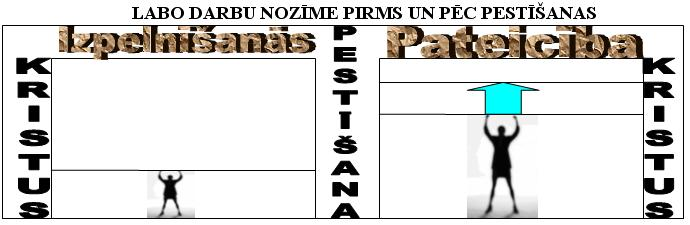 LABO DARBU NOZĪME PIRMS UN PĒC PESTĪŠANAS
Izpelnīšanās
Pateicība
KRISTUS
PESTĪŠANA
KRISTUS